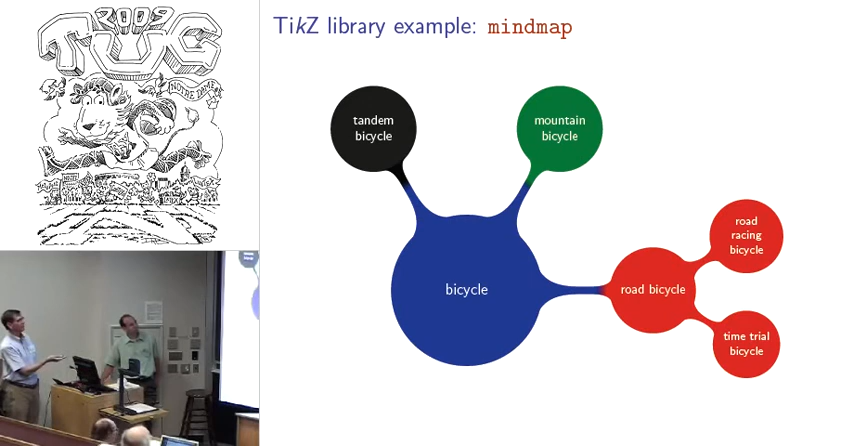 2009
TUG
NOTRE DAME
TikZ library example: mindmap
tandem
bicycle
mountain
bicycle
road
racing
bicycle
bicycle
road bicycle
time trial
bicycle